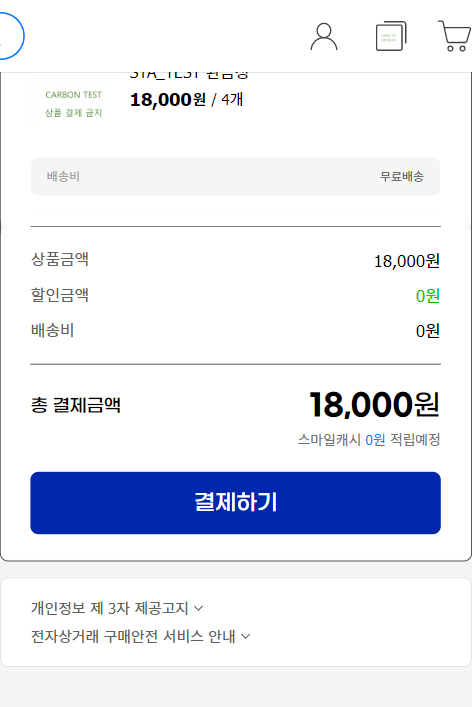 STA_TEST 환금성
CARBON TEST
상품 결제 금지
18,000원 / 4개
배송비 무료배송
상품금액 18,000원
할인금액 0원
배송비 0원
총 결제금액 18,000원
스마일캐시 0원 적립예정
결제하기
개인정보 제 3자 제공고지
전자상거래 구매안전 서비스 안내